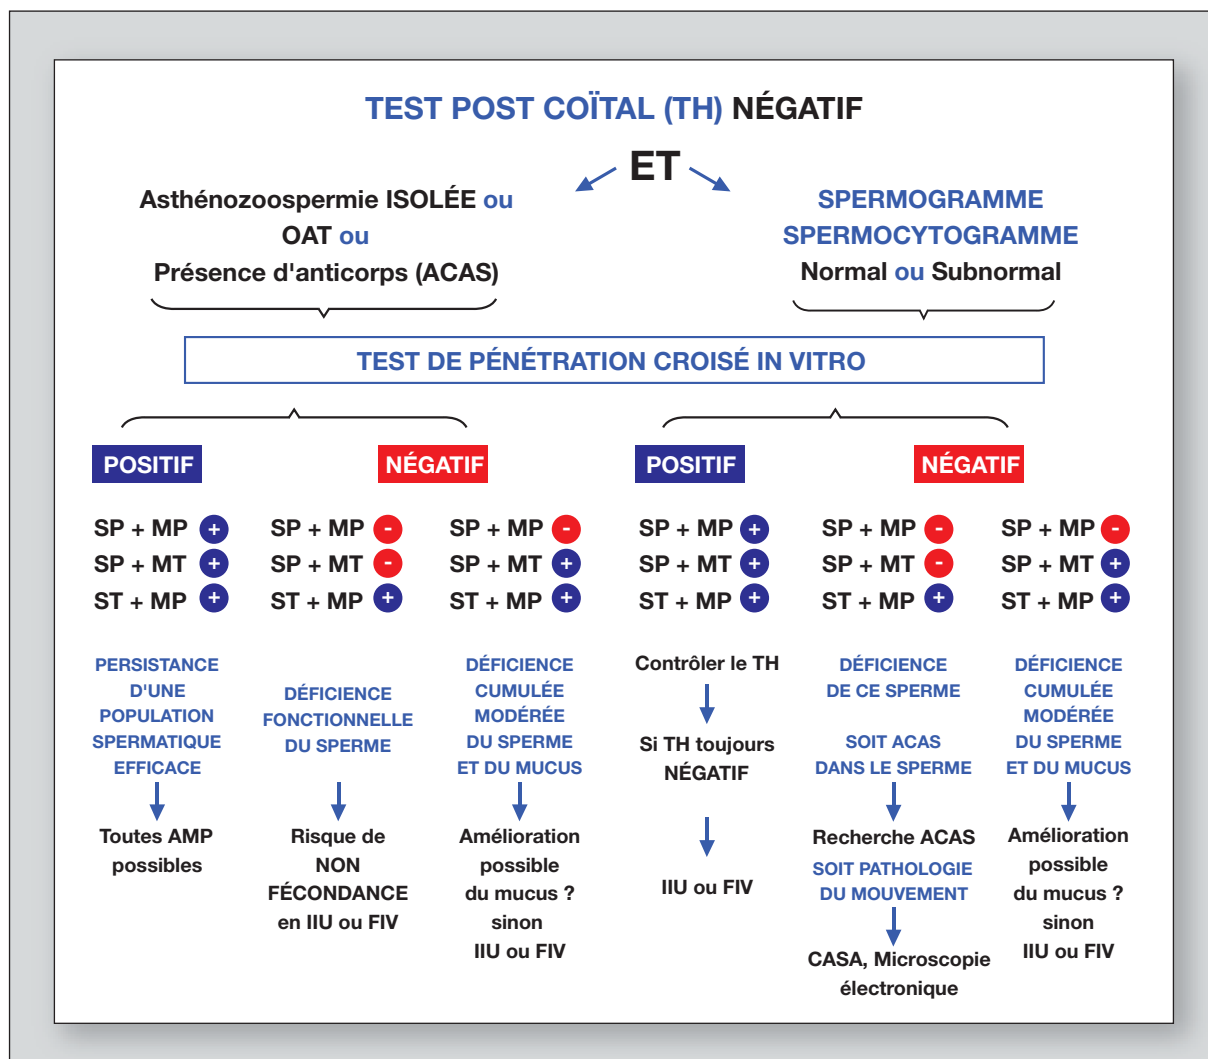 TEST POST COÏTAL (TH) NÉGATIF
ET
Asthénozoospermie ISOLÉE ou
OAT ou
Présence d'anticorps (ACAS)
SPERMOGRAMME
SPERMOCYTOGRAMME
Normal ou Subnormal
TEST DE PÉNÉTRATION CROISÉ IN VITRO
POSITIF
NÉGATIF
POSITIF
NÉGATIF
SP + MP +
SP + MT +
ST + MP +
PERSISTANCE
D'UNE
POPULATION
SPERMATIQUE
EFFICACE
Toutes AMP
possibles
SP + MP -
SP + MT -
ST + MP +
DÉFICIENCE
FONCTIONNELLE
DU SPERME
Risque de
NON
FÉCONDANCE
en IIU ou FIV
SP + MP -
SP + MT +
ST + MP +
DÉFICIENCE
CUMULÉE
MODÉRÉE
DU SPERME
ET DU MUCUS
Amélioration
possible
du mucus ?
sinon
IIU ou FIV
SP + MP +
SP + MT +
ST + MP +
Contrôler le TH
Si TH toujours
NÉGATIF
IIU ou FIV
SP + MP -
SP + MT -
ST + MP +
DÉFICIENCE
DE CE SPERME
SOIT ACAS
DANS LE SPERME
Recherche ACAS
SOIT PATHOLOGIE
DU MOUVEMENT
CASA, Microscopie
électronique
SP + MP -
SP + MT +
ST + MP +
DÉFICIENCE
CUMULÉE
MODÉRÉE
DU SPERME
ET DU MUCUS
Amélioration
possible
du mucus ?
sinon
IIU ou FIV